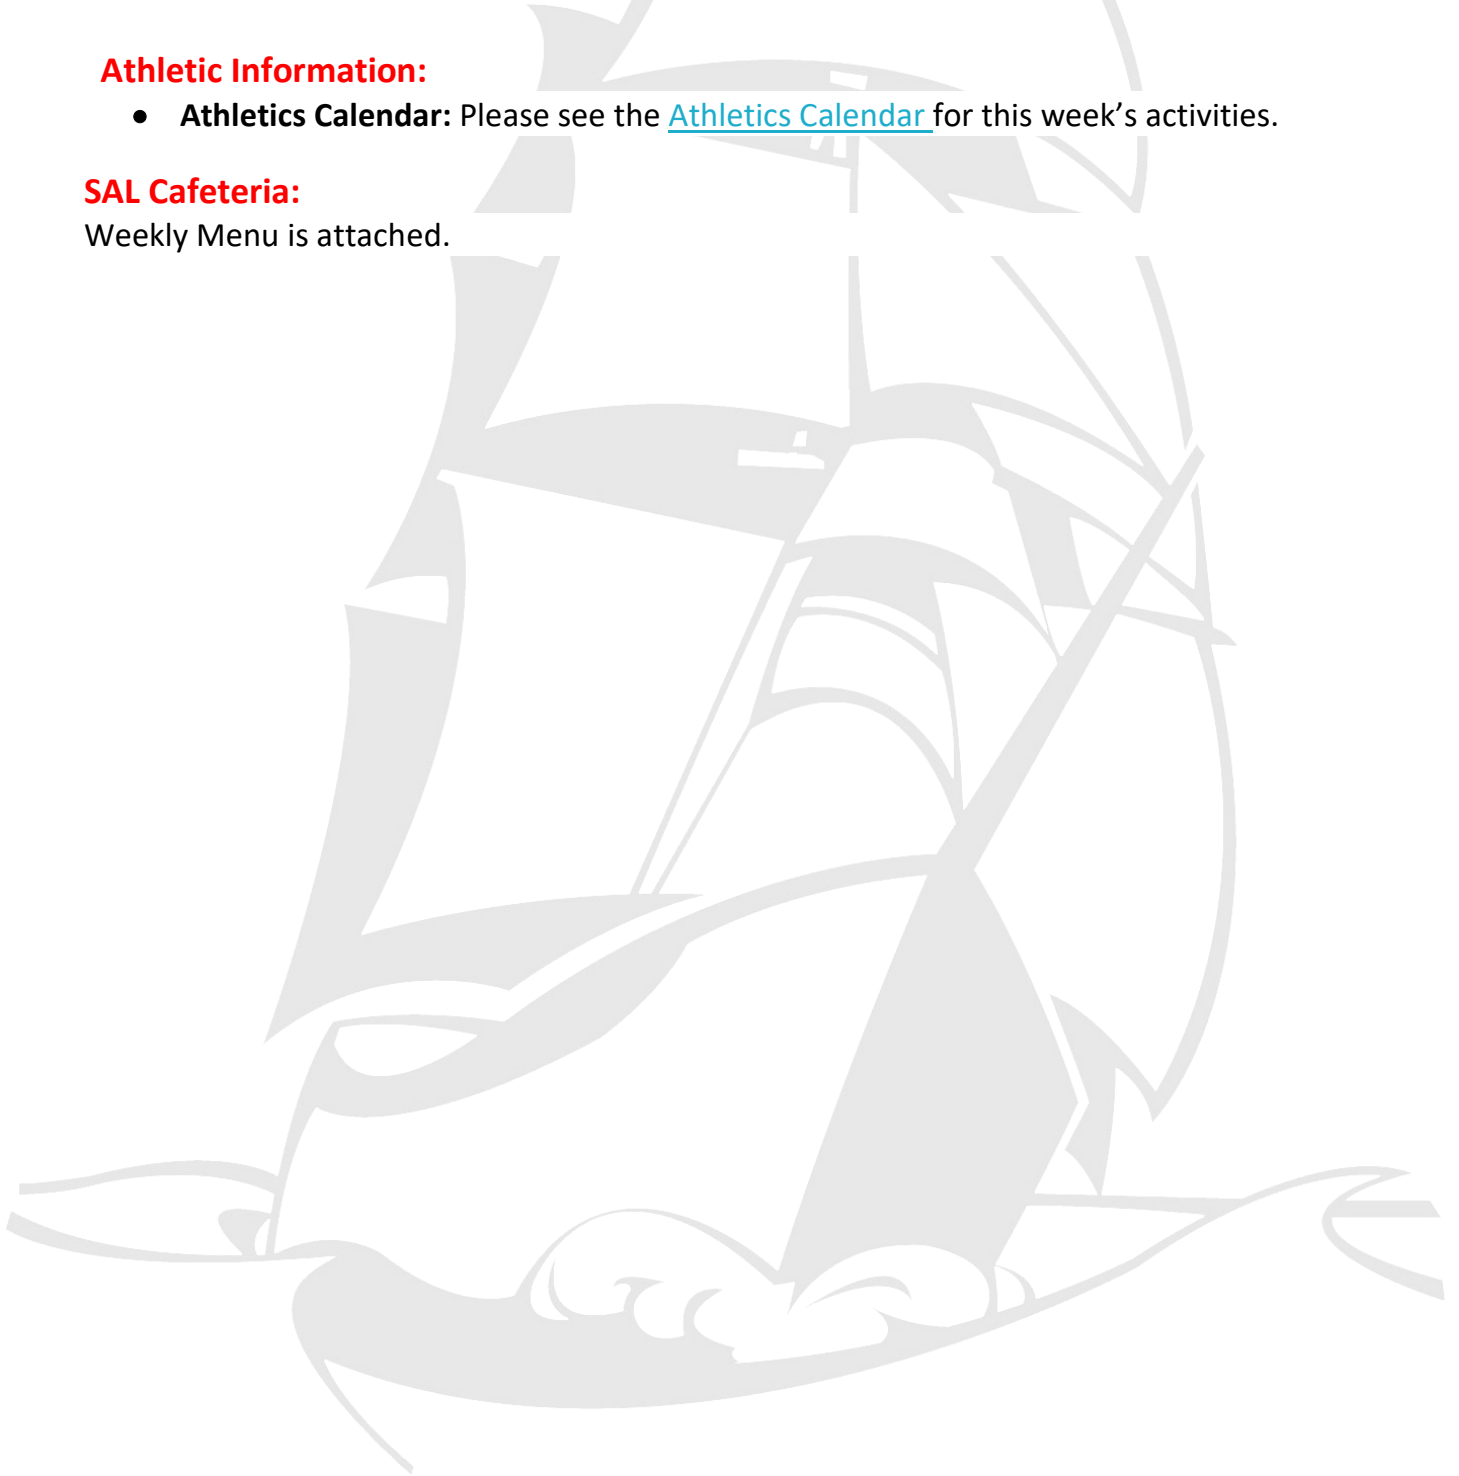 Athletic Information:
● Athletics Calendar: Please see the Athletics Calendar for this week’s activities.
SAL Cafeteria:
Weekly Menu is attached.